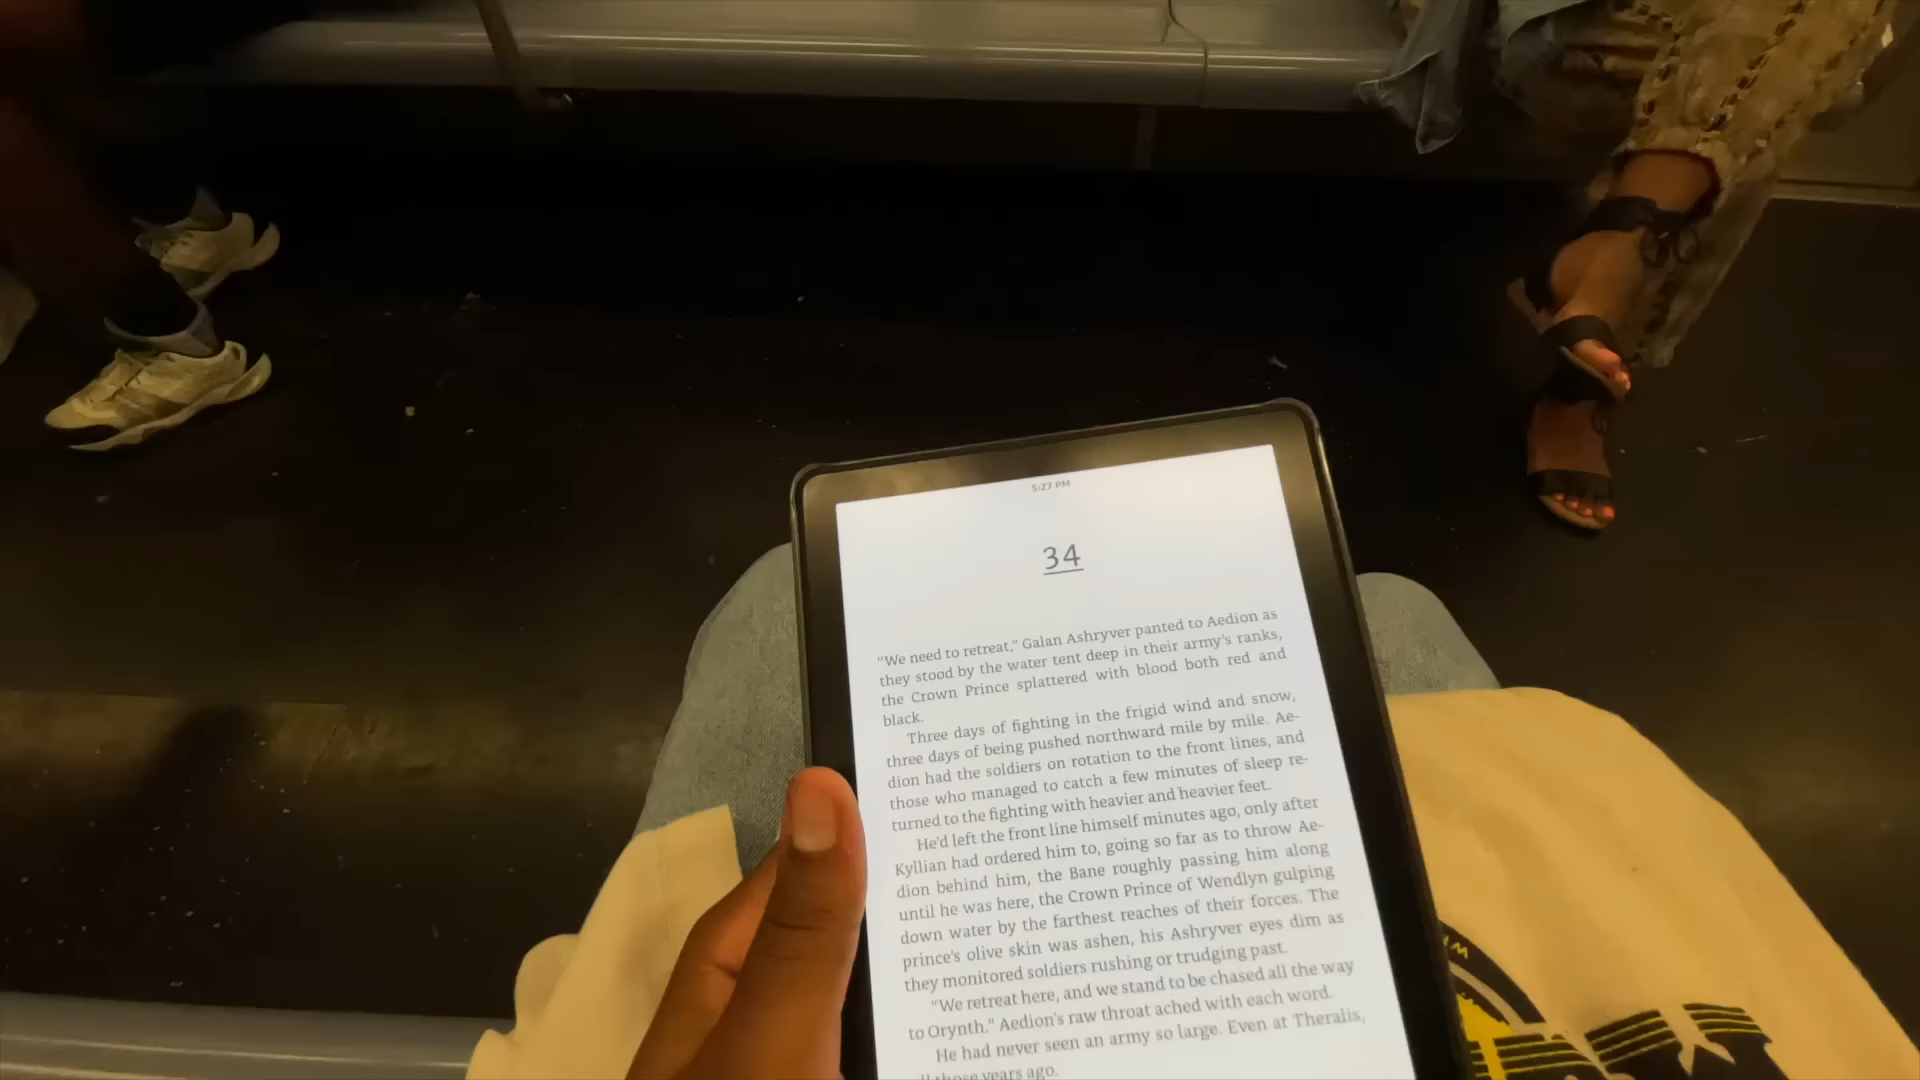 5:27 PM
34
“We need to retreat,” Galan Ashryver panted to Aedion as
they stood by the water tent deep in their army's ranks,
the Crown Prince splattered with blood both red and
black.
Three days of fighting in the frigid wind and snow,
three days of being pushed northward mile by mile. Ae-
dion had the soldiers on rotation to the front lines, and
those who managed to catch a few minutes of sleep re-
turned to the fighting with heavier and heavier feet.
He'd left the front line himself minutes ago, only after
Kyllian had ordered him to, going so far as to throw Ae-
dion behind him, the Bane roughly passing him along
until he was here, the Crown Prince of Wendlyn gulping
down water by the farthest reaches of their forces. The
prince's olive skin was ashen, his Ashryver eyes dim as
they monitored soldiers rushing or trudging past.
“We retreat here, and we stand to be chased all the way
to Orynth.” Aedion's raw throat ached with each word.
He had never seen an army so large. Even at Theralis,
those years ago.